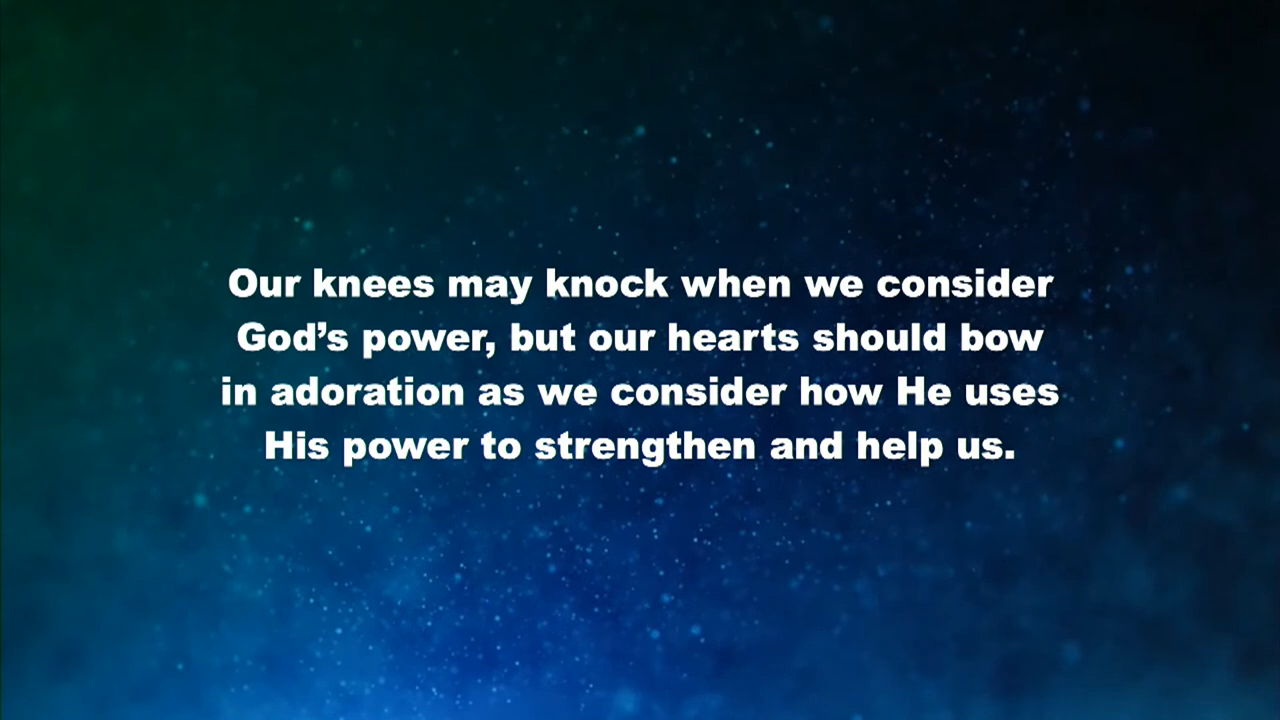 Our knees may knock when we consider
God’s power, but our hearts should bow
in adoration as we consider how He uses
His power to strengthen and help us.